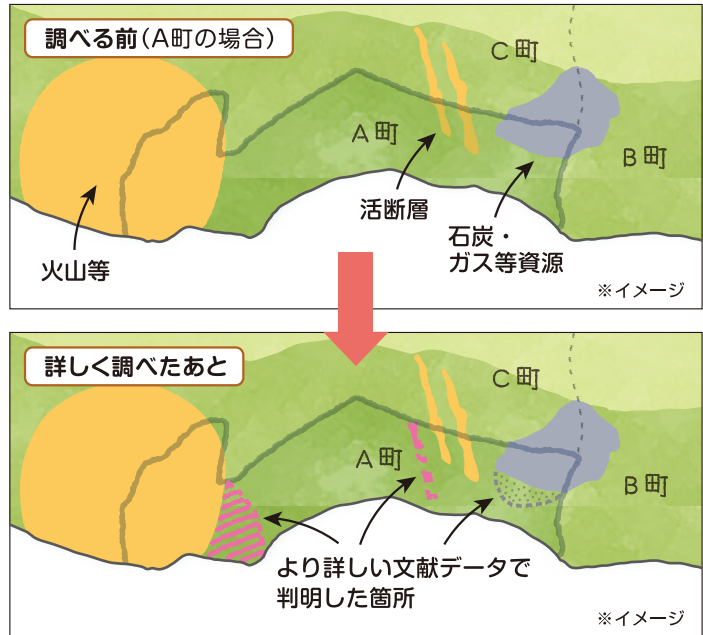 調べる前(A町の場合)
C町
A町
B町
活断層
石炭・
ガス等資源
火山等
※イメージ
詳しく調べたあと
C町
A町
B町
より詳しい文献データで
判明した箇所
※イメージ